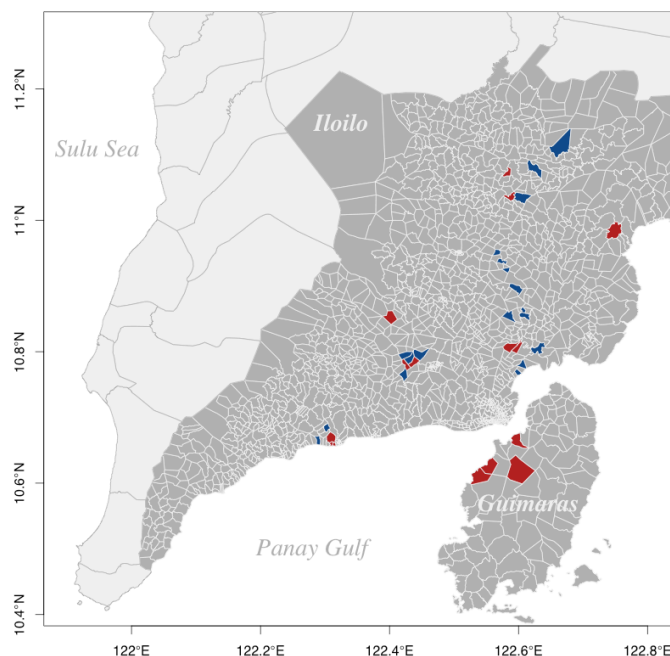 11.2°N
Iloilo
Sulu Sea
11°N
10.8°N
10.6°N
Guimaras
Panay Gulf
10.4°N
122°E
122.2°E
122.4°E
122.6°E
122.8°E